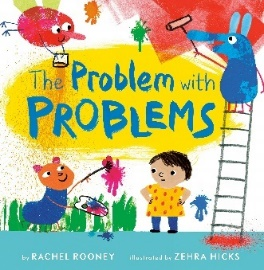 The Problem with
PROBLEMS
by RACHEL ROONEY illustrated by ZEHRA HICKS